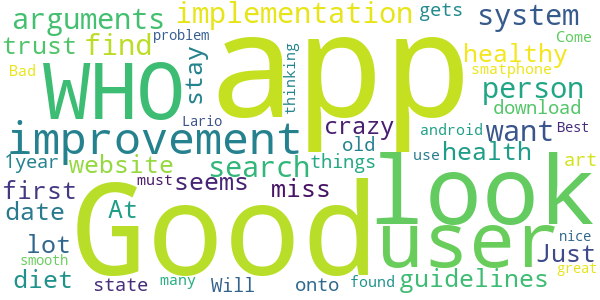 arguments implementation gets system
trust find problem stay app Come
WHO thinking healthy
Bad smatphone
person
improvement Lario crazy download
android want Best
1year website search things old health look
use
first seems must miss Good user art
date At
lot Just
nice
smooth diet state many Will onto found guidelines great